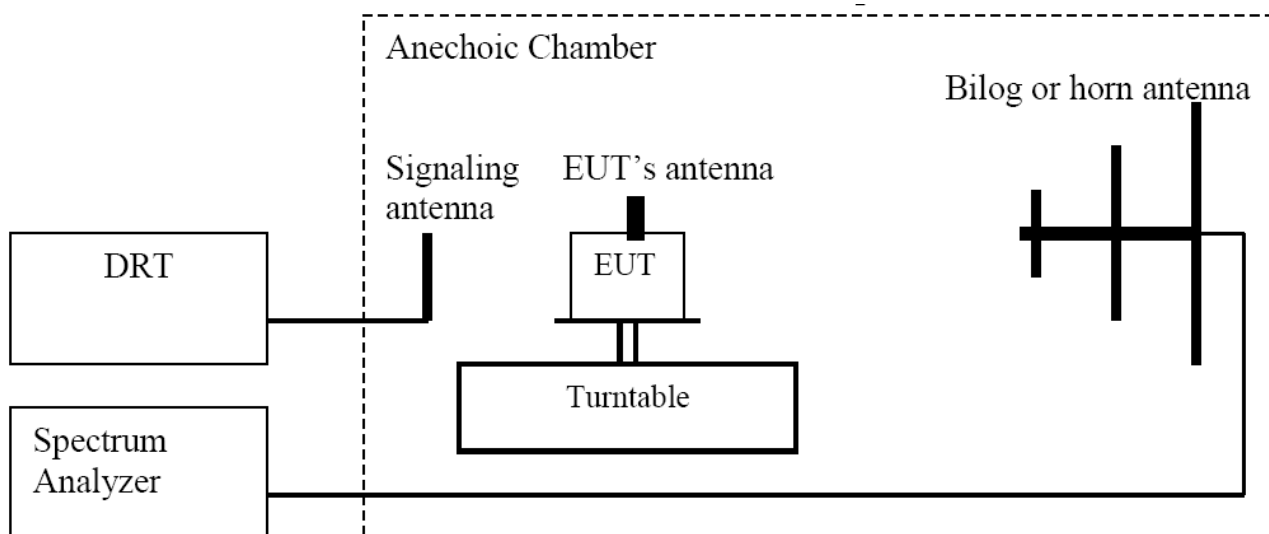 Anechoic Chamber
Bilog or horn antenna
Signaling
antenna
EUT’s antenna
DRT
EUT
Turntable
Spectrum
Analyzer